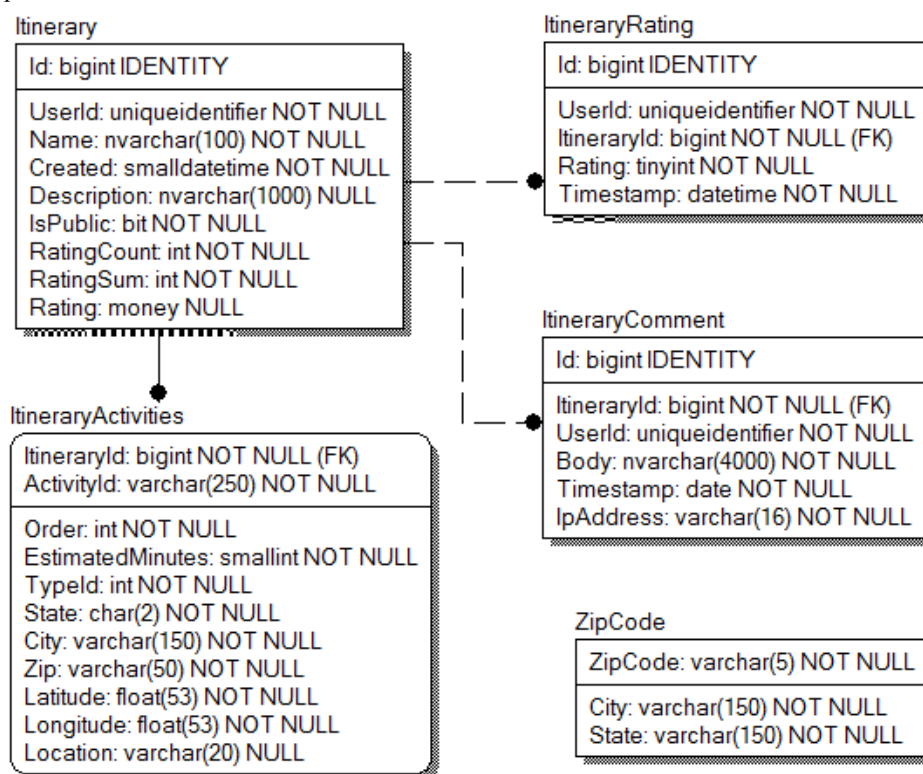 Itinerary
Id: bigint IDENTITY
UserId: uniqueidentifier NOT NULL
Name: nvarchar(100) NOT NULL
Created: smalldatetime NOT NULL
Description: nvarchar(1000) NULL
IsPublic: bit NOT NULL
RatingCount: int NOT NULL
RatingSum: int NOT NULL
Rating: money NULL
ItineraryRating
Id: bigint IDENTITY
UserId: uniqueidentifier NOT NULL
ItineraryId: bigint NOT NULL (FK)
Rating: tinyint NOT NULL
Timestamp: datetime NOT NULL
ItineraryComment
Id: bigint IDENTITY
ItineraryId: bigint NOT NULL (FK)
UserId: uniqueidentifier NOT NULL
Body: nvarchar(4000) NOT NULL
Timestamp: date NOT NULL
IpAddress: varchar(16) NOT NULL
ItineraryActivities
ItineraryId: bigint NOT NULL (FK)
ActivityId: varchar(250) NOT NULL
Order: int NOT NULL
EstimatedMinutes: smallint NOT NULL
TypeId: int NOT NULL
State: char(2) NOT NULL
City: varchar(150) NOT NULL
Zip: varchar(50) NOT NULL
Latitude: float(53) NOT NULL
Longitude: float(53) NOT NULL
Location: varchar(20) NULL
ZipCode
ZipCode: varchar(5) NOT NULL
City: varchar(150) NOT NULL
State: varchar(150) NOT NULL